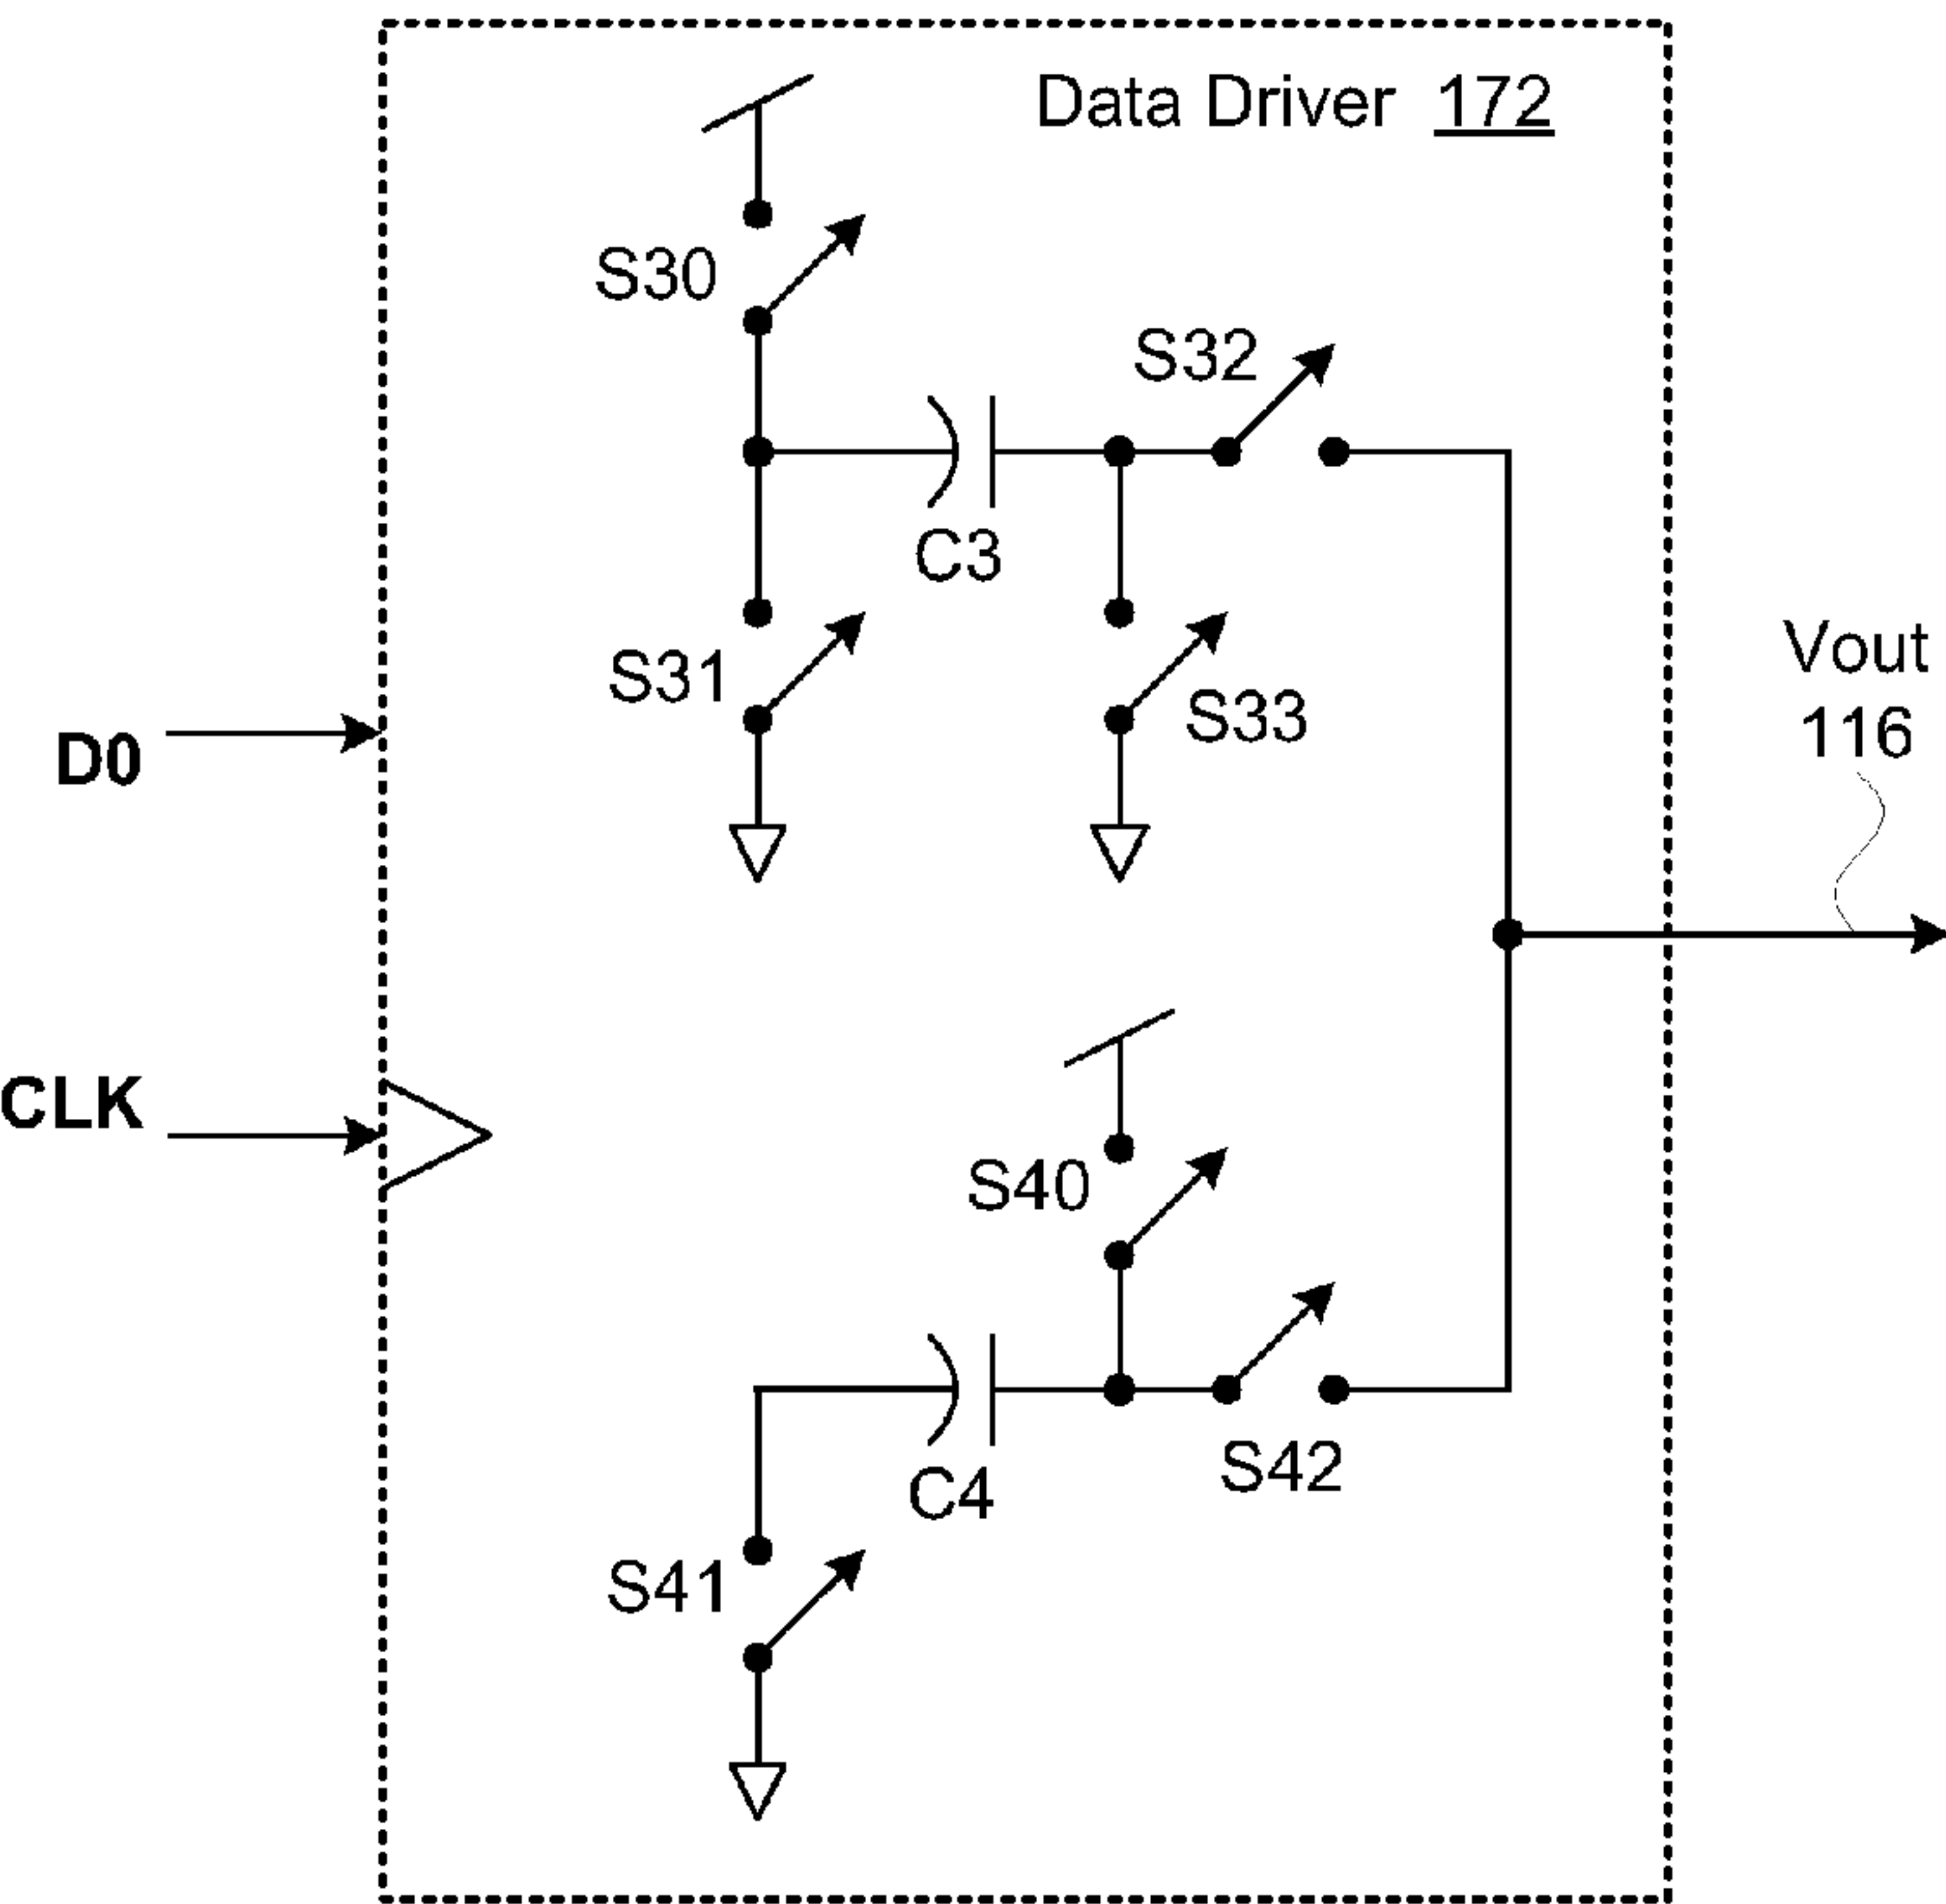 Data Driver 172
S30
S32
C3
S31
S33
Vout
116
D0
CLK
S40
S42
C4
S41